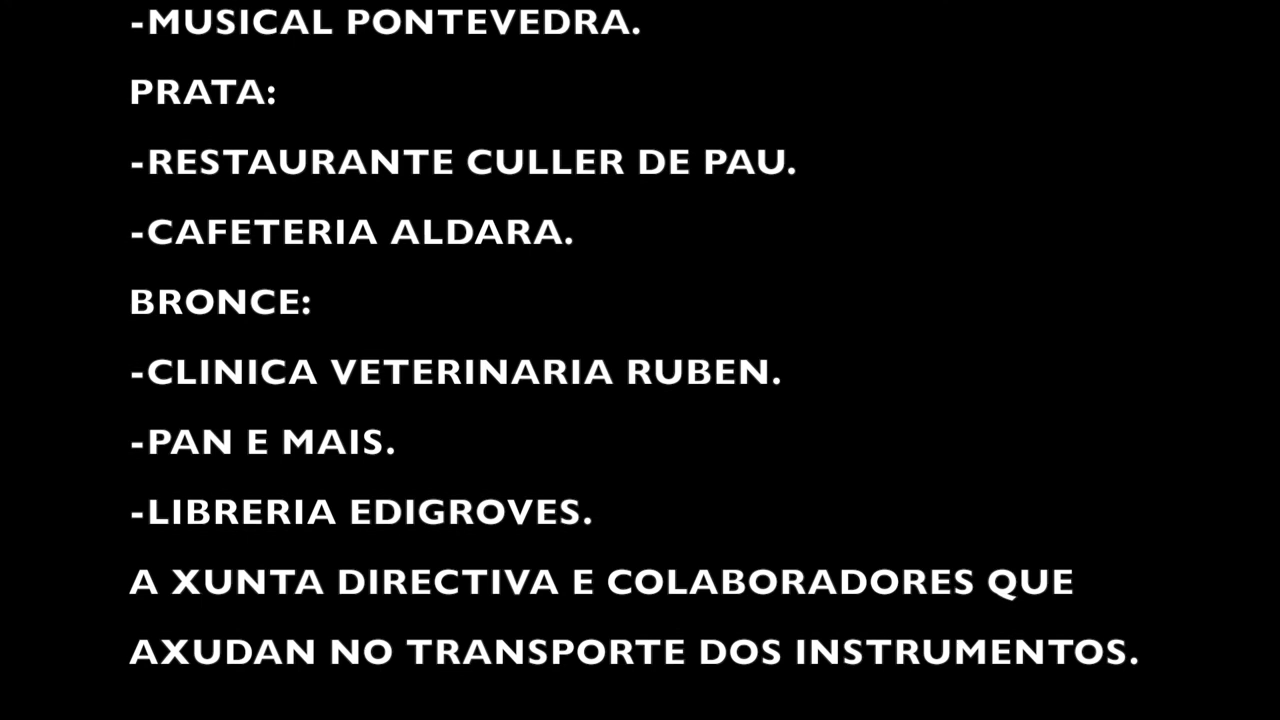 -MUSICAL PONTEVEDRA.
PRATA:
-RESTAURANTE CULLER DE PAU.
-CAFETERIA ALDARA.
BRONCE:
-CLINICA VETERINARIA RUBEN.
-PAN E MAIS.
-LIBRERIA EDIGROVES.
A XUNTA DIRECTIVA E COLABORADORES QUE
AXUDAN NO TRANSPORTE DOS INSTRUMENTOS.